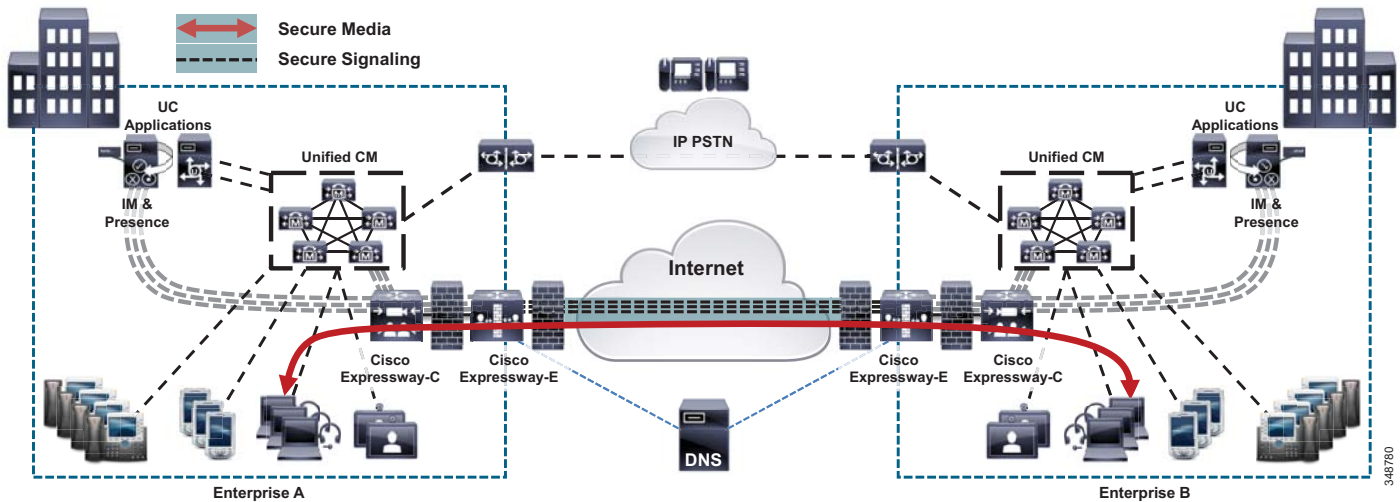 Secure Media
Secure Signaling
UC
Applications
IM &
Presence
Unified CM
IP PSTN
Unified CM
UC
Applications
IM &
Presence
Internet
Cisco
Expressway-C
Cisco
Expressway-E
Cisco
Expressway-E
Cisco
Expressway-C
DNS
Enterprise A
Enterprise B
348780